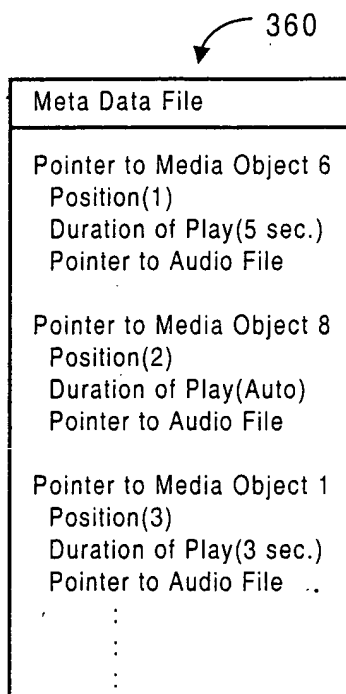 360
Meta Data File
Pointer to Media Object 6
Position(1)
Duration of Play(5 sec.)
Pointer to Audio File
Pointer to Media Object 8
Position(2)
Duration of Play(Auto)
Pointer to Audio File
Pointer to Media Object 1
Position(3)
Duration of Play(3 sec.)
Pointer to Audio File